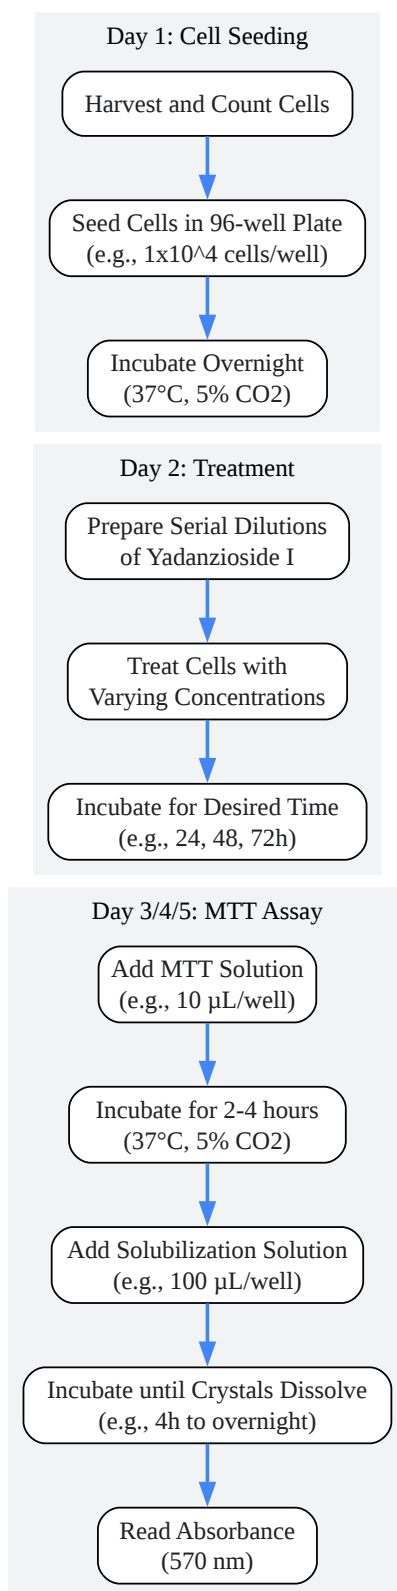 Day 1: Cell Seeding
Harvest and Count Cells
Seed Cells in 96-well Plate
(e.g., 1x10^4 cells/well)
Incubate Overnight
(37°C, 5% CO2)
Day 2: Treatment
Prepare Serial Dilutions
of Yadanzioside I
Treat Cells with
Varying Concentrations
Incubate for Desired Time
(e.g., 24, 48, 72h)
Day 3/4/5: MTT Assay
Add MTT Solution
(e.g., 10 µL/well)
Incubate for 2-4 hours
(37°C, 5% CO2)
Add Solubilization Solution
(e.g., 100 µL/well)
Incubate until Crystals Dissolve
(e.g., 4h to overnight)
Read Absorbance
(570 nm)